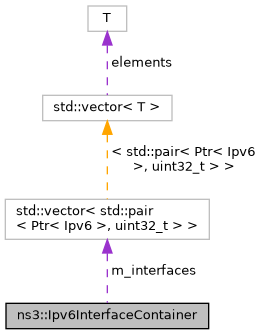 T
elements
std::vector< T >
< std::pair< Ptr< Ipv6
>, uint32_t > >
std::vector< std::pair
< Ptr< Ipv6 >, uint32_t > >
m_interfaces
ns3::Ipv6InterfaceContainer